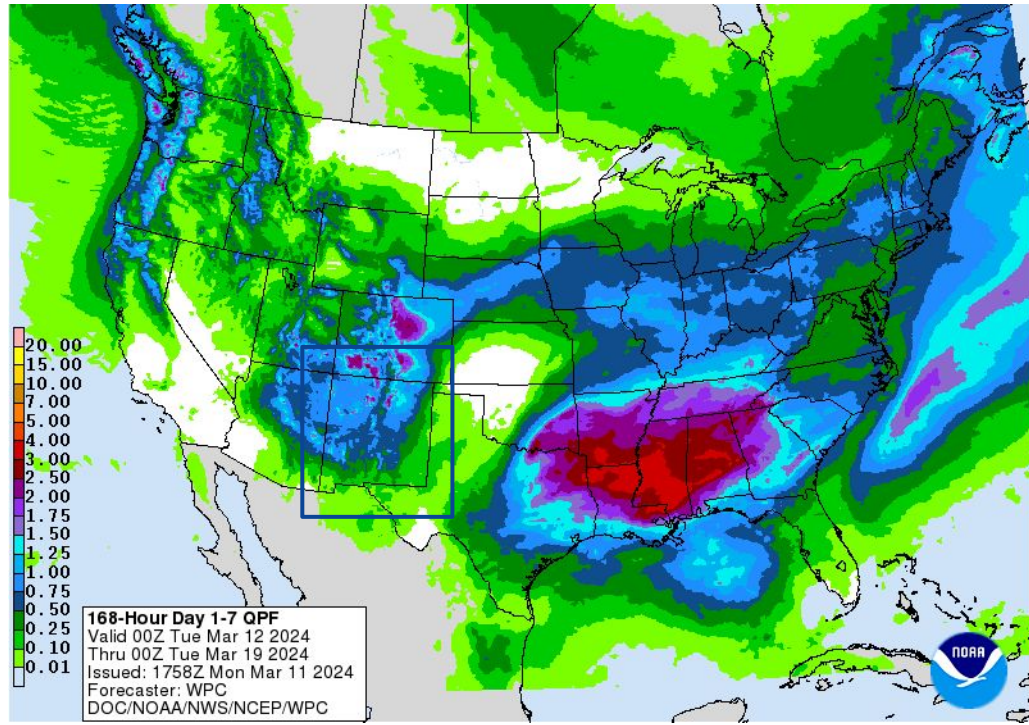 20.00
15.00
10.00
7.00
5.00
4.00
3.00
2.50
2.00
1.75
1.50
1.25
1.00
0.75
0.50
0.25
0.10
0.01
168-Hour Day 1-7 QPF
Valid 00Z Tue Mar 12 2024
Thru 00Z Tue Mar 19 2024
Issued: 1758Z Mon Mar 11 2024
Forecaster: WPC
DOC/NOAA/NWS/NCEP/WPC
NOAA